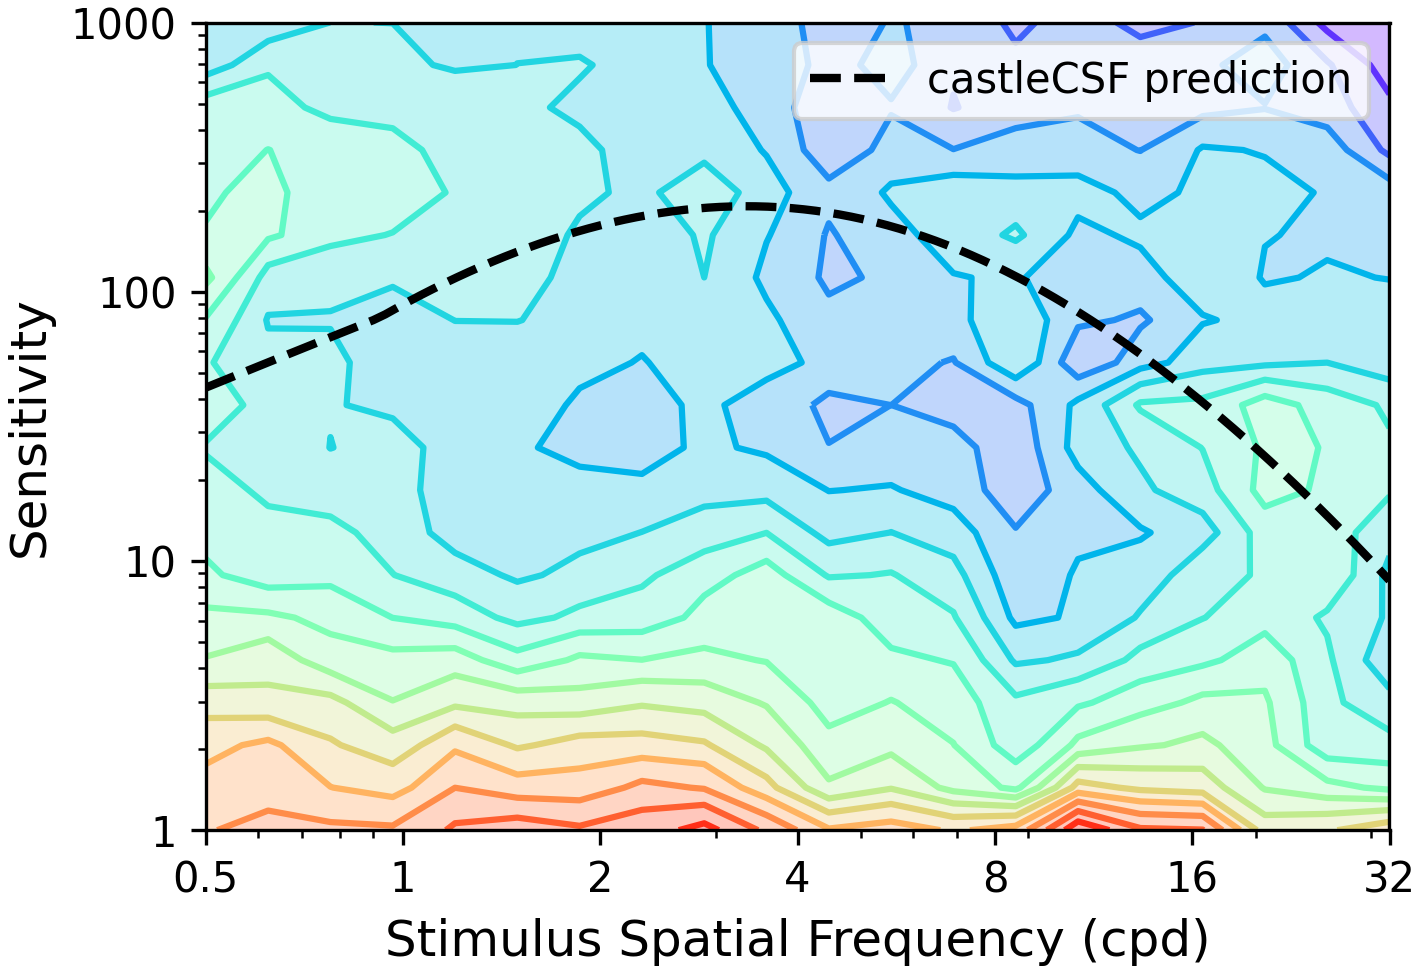 1000
100
10
1
Sensitivity
castleCSF prediction
0.5 1 2 4 8 16 32
Stimulus Spatial Frequency (cpd)